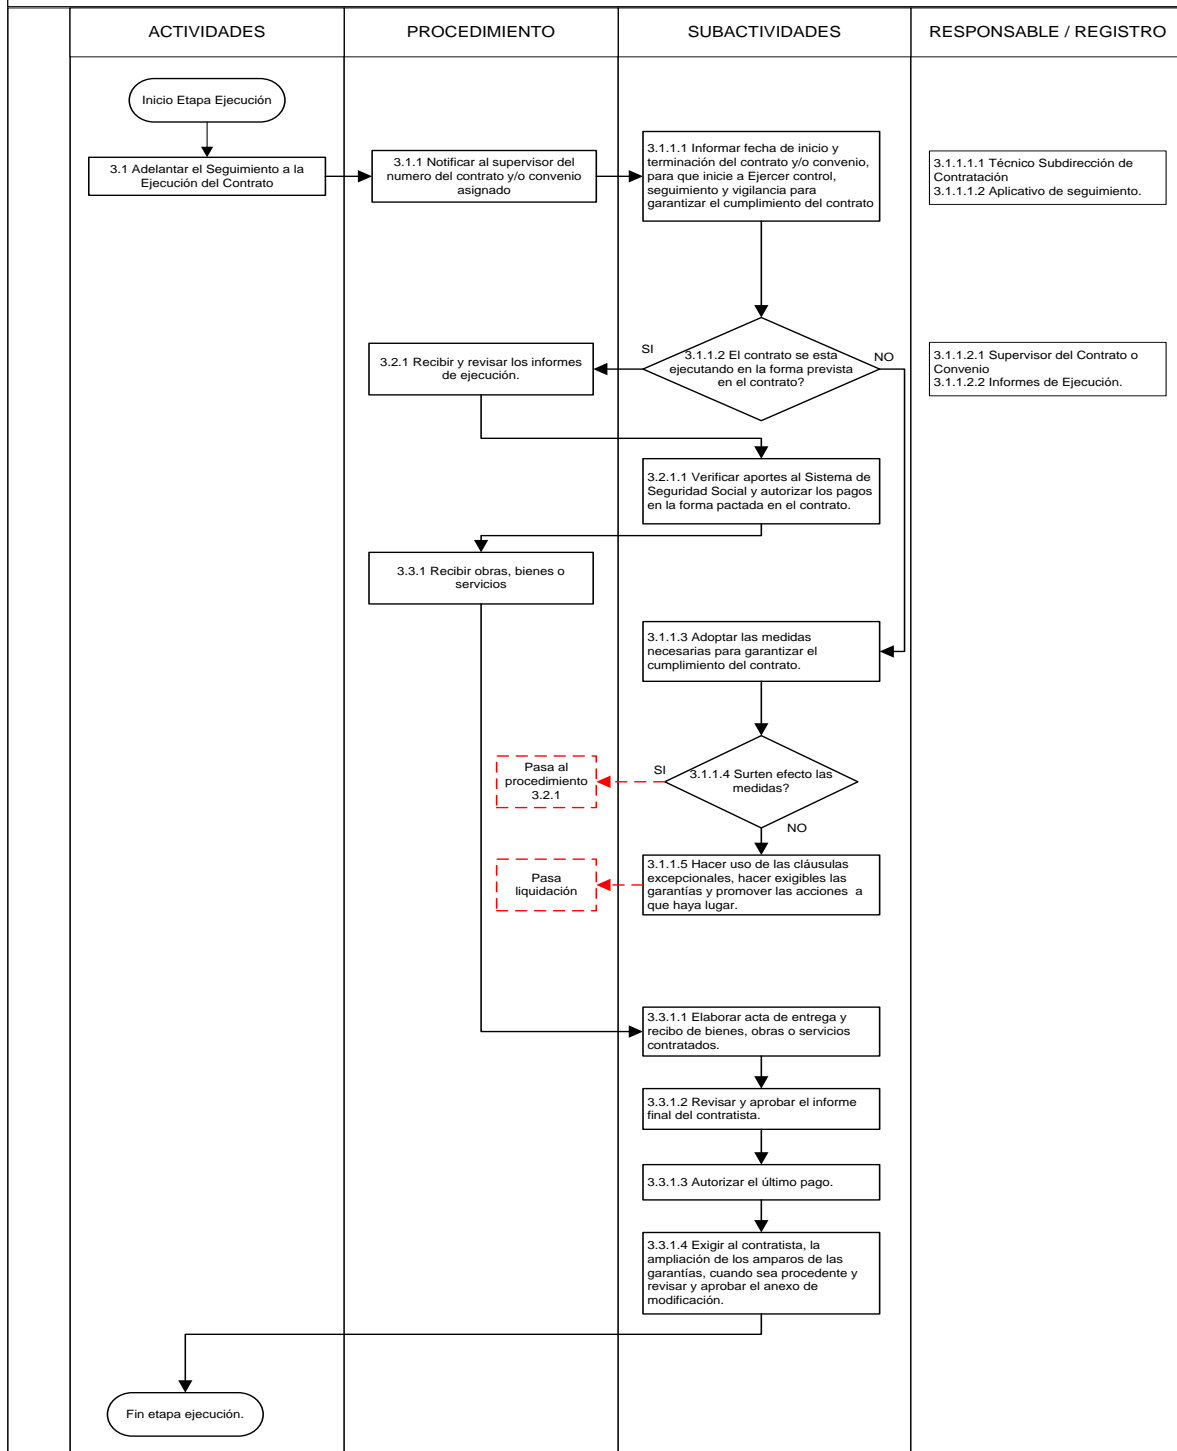 ACTIVIDADES
PROCEDIMIENTO
SUBACTIVIDADES
RESPONSABLE / REGISTRO
Inicio Etapa Ejecución
3.1 Adelantar el Seguimiento a la
Ejecución del Contrato
3.1.1 Notificar al supervisor del
numero del contrato y/o convenio
asignado
3.1.1.1 Informar fecha de inicio y
terminación del contrato y/o convenio,
para que inicie a Ejercer control,
seguimiento y vigilancia para
garantizar el cumplimiento del contrato
3.1.1.1.1 Técnico Subdirección de
Contratación
3.1.1.1.2 Aplicativo de seguimiento.
3.2.1 Recibir y revisar los informes
de ejecución.
SI
3.1.1.2 El contrato se esta
ejecutando en la forma prevista
en el contrato?
NO
3.1.1.2.1 Supervisor del Contrato o
Convenio
3.1.1.2.2 Informes de Ejecución.
3.2.1.1 Verificar aportes al Sistema de
Seguridad Social y autorizar los pagos
en la forma pactada en el contrato.
3.3.1 Recibir obras, bienes o
servicios
3.1.1.3 Adoptar las medidas
necesarias para garantizar el
cumplimiento del contrato.
Pasa al
procedimiento
3.2.1
SI
3.1.1.4 Surten efecto las
medidas?
NO
Pasa
liquidación
3.1.1.5 Hacer uso de las cláusulas
excepcionales, hacer exigibles las
garantías y promover las acciones a
que haya lugar.
3.3.1.1 Elaborar acta de entrega y
recibo de bienes, obras o servicios
contratados.
3.3.1.2 Revisar y aprobar el informe
final del contratista.
3.3.1.3 Autorizar el último pago.
3.3.1.4 Exigir al contratista, la
ampliación de los amparos de las
garantías, cuando sea procedente y
revisar y aprobar el anexo de
modificación.
Fin etapa ejecución.